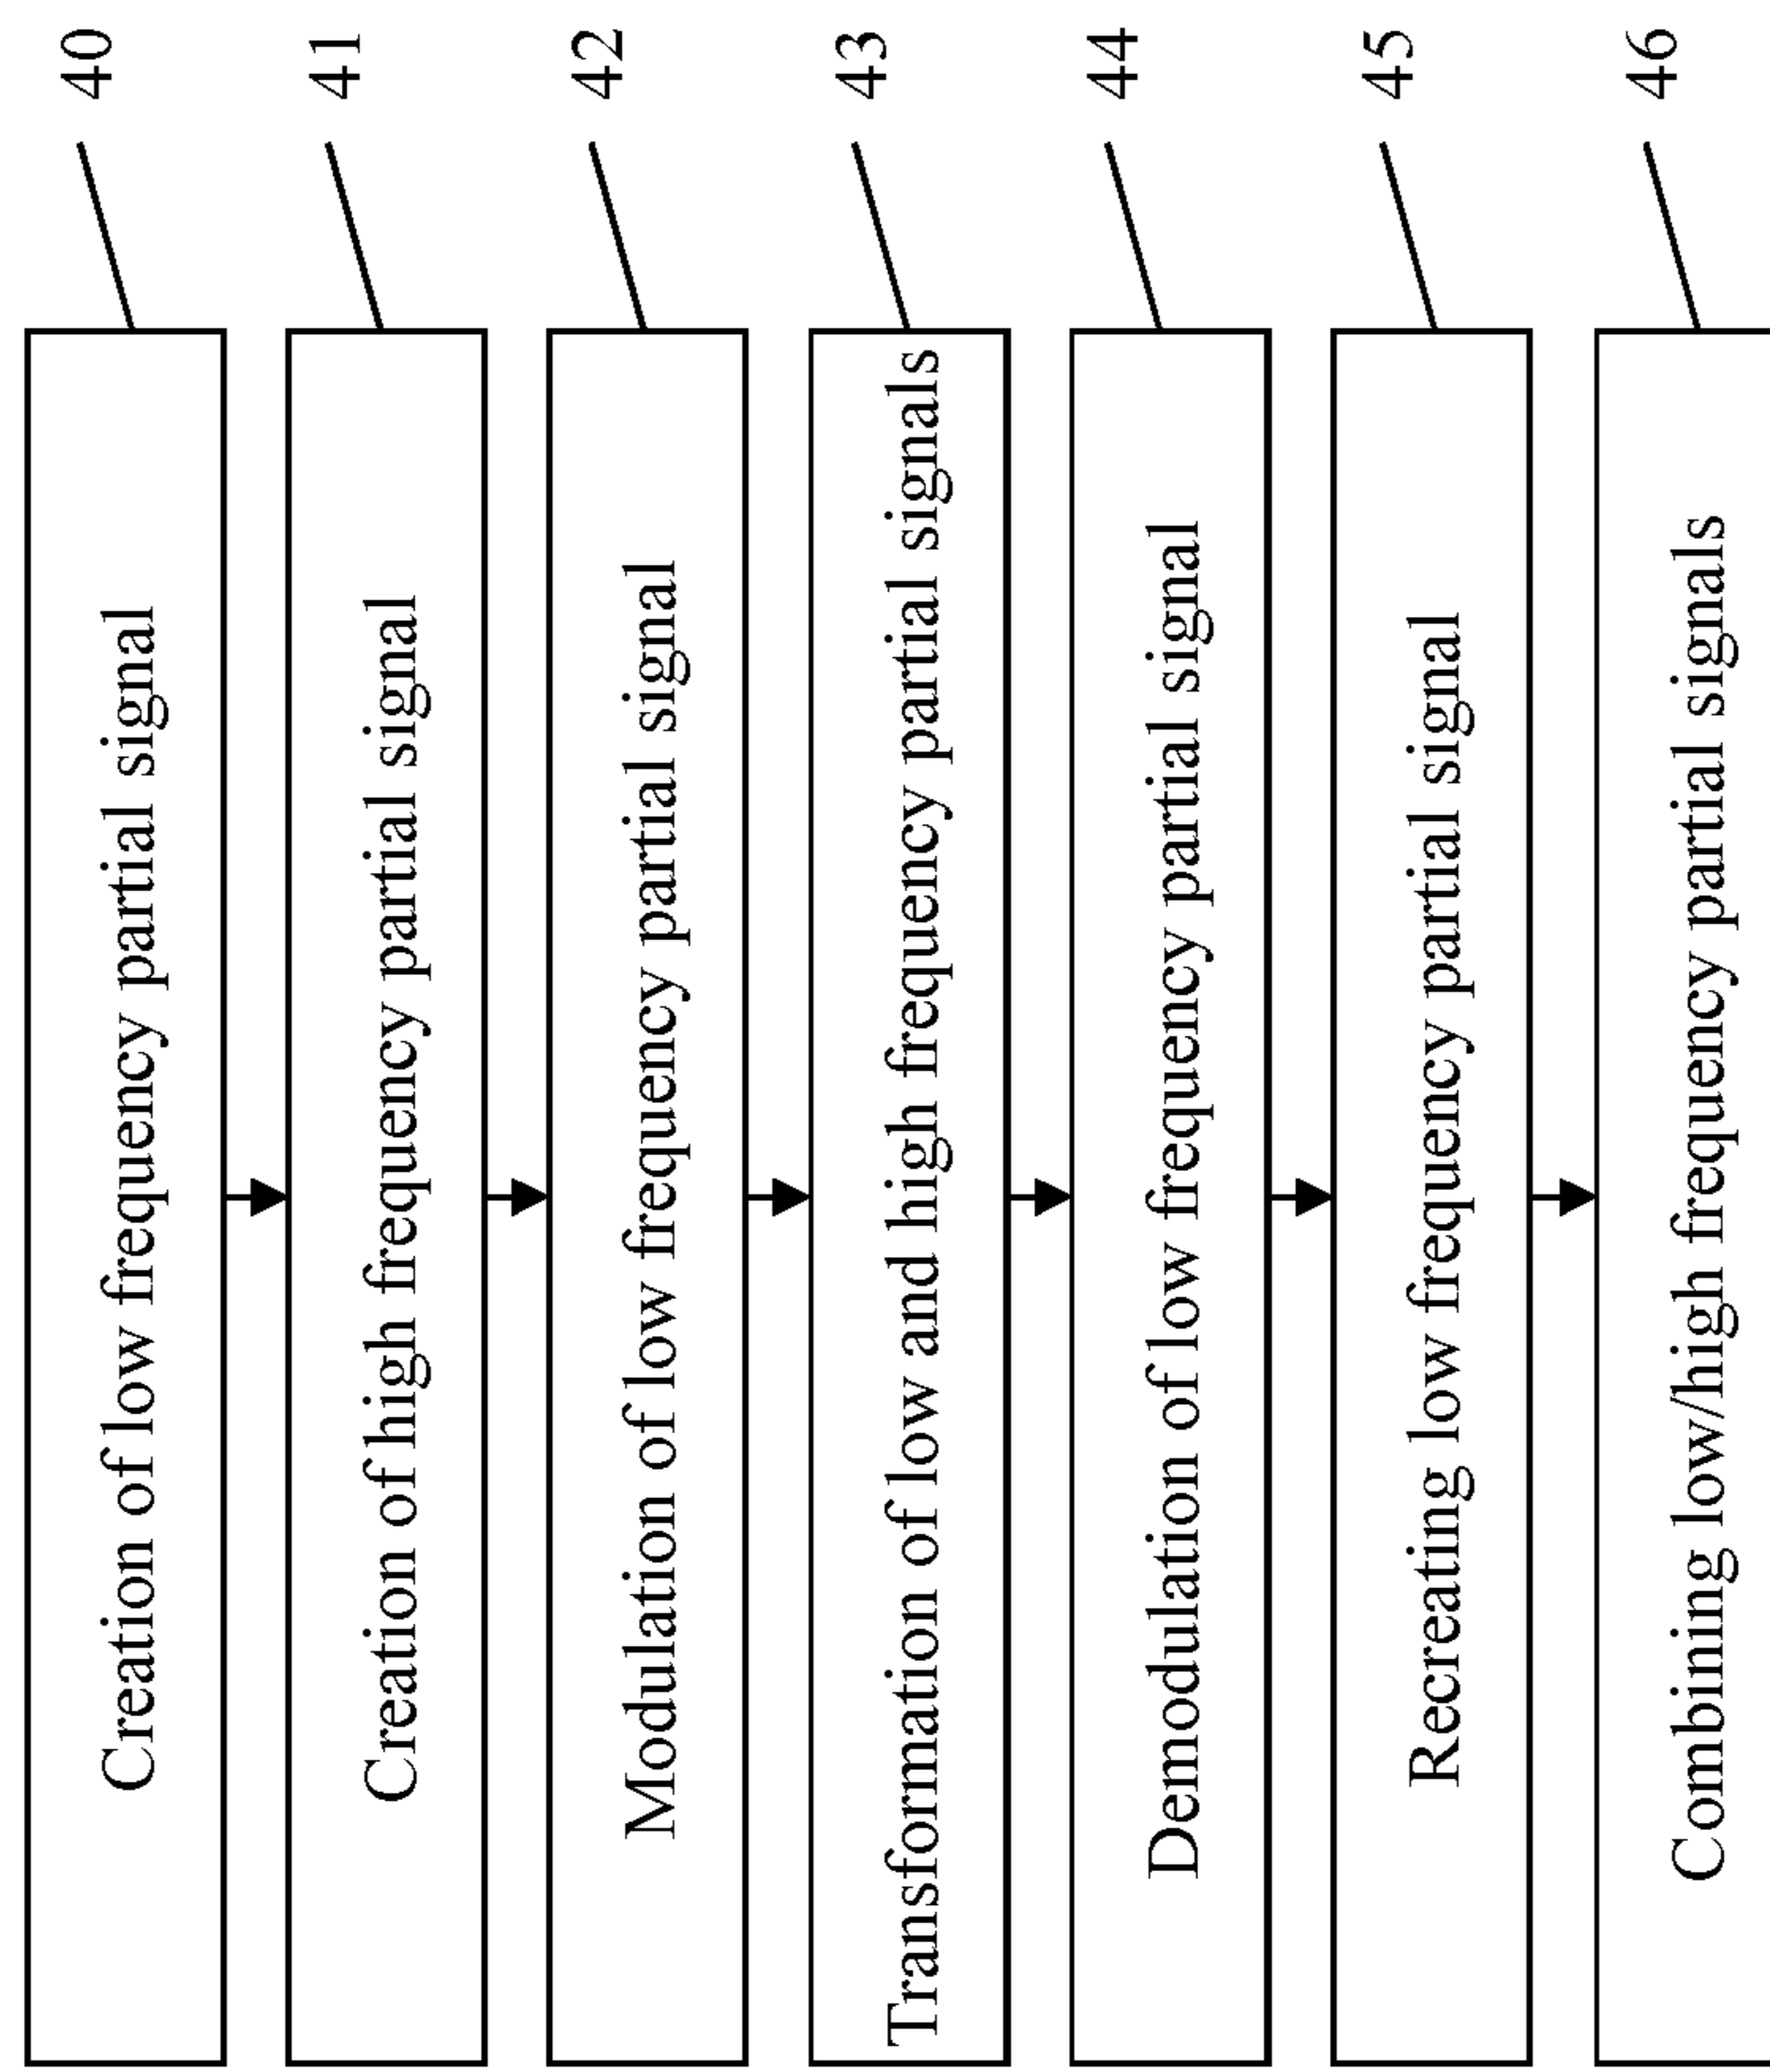 Creation of low frequency partial signal
40
Creation of high frequency partial signal
41
Modulation of low frequency partial signal
42
Transformation of low and high frequency partial signals
43
Demodulation of low frequency partial signal
44
Recreating low frequency partial signal
45
Combining low/high frequency partial signals
46